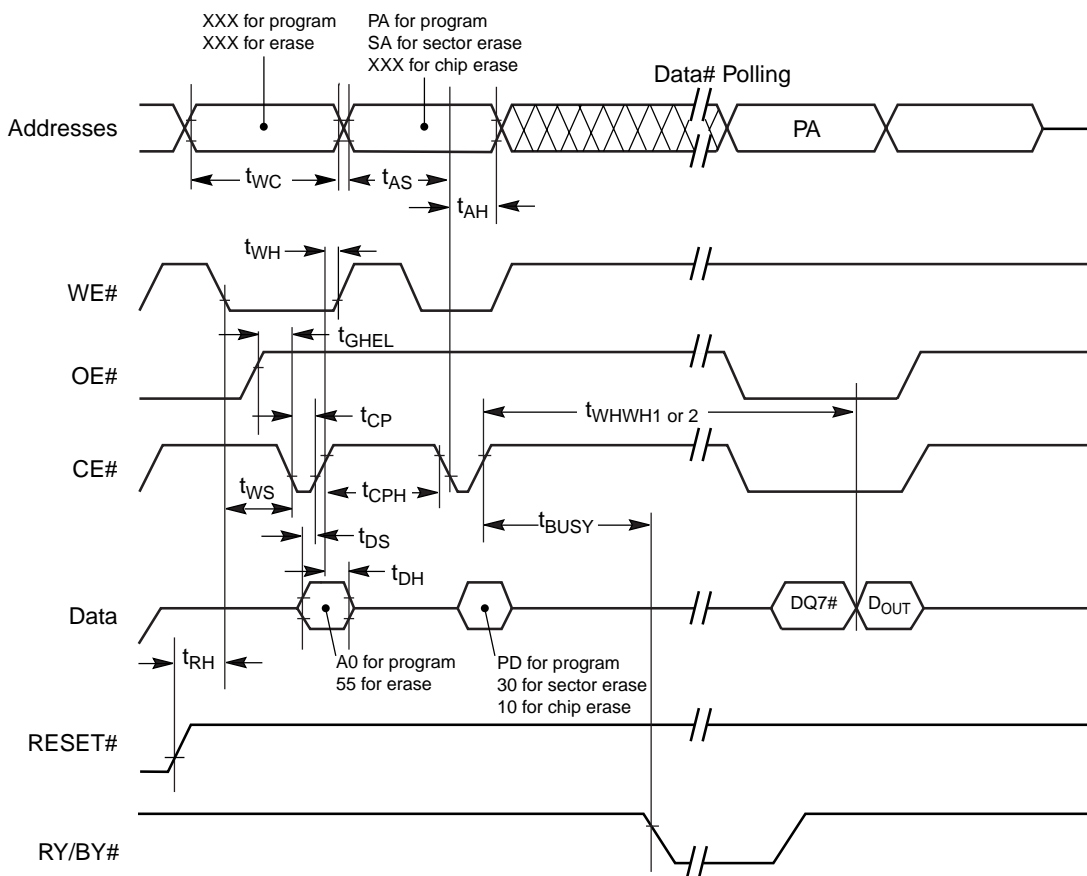 XXX for program
XXX for erase
PA for program
SA for sector erase
XXX for chip erase
Data# Polling
Addresses
PA
tWC
tAS
tAH
tWH
WE#
tGHEL
OE#
tWHWH1 or 2
tCP
CE#
tWS
tCPH
tBUSY
tDS
tDH
Data
DQ7#
DOUT
tRH
A0 for program
55 for erase
PD for program
30 for sector erase
10 for chip erase
RESET#
RY/BY#